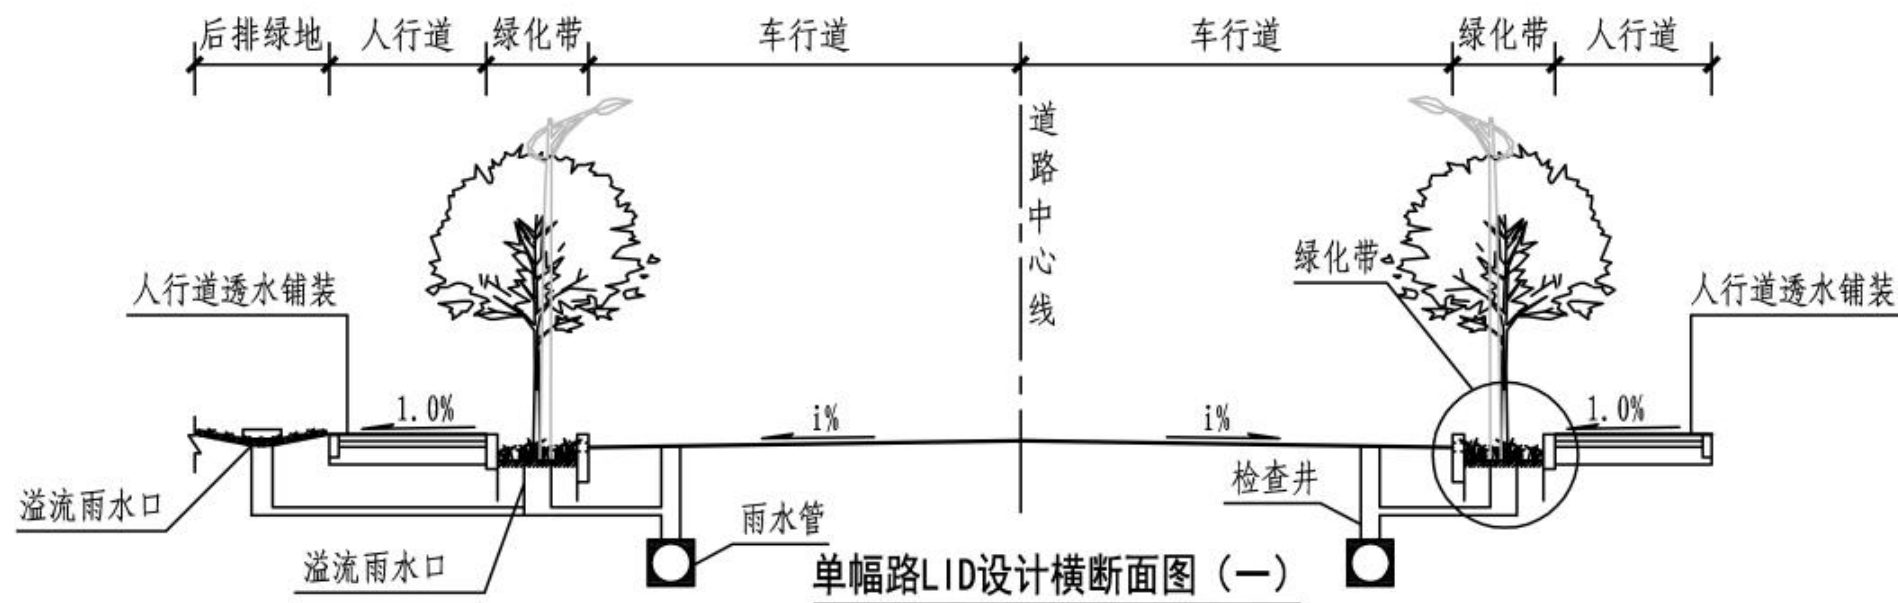 后排绿地 人行道 绿化带 车行道 车行道 绿化带 人行道
道路中心线
绿化带
人行道透水铺装
人行道透水铺装
1.0%
i%
i%
1.0%
溢流雨水口
检查井
雨水管
溢流雨水口
单幅路LID设计横断面图（一）